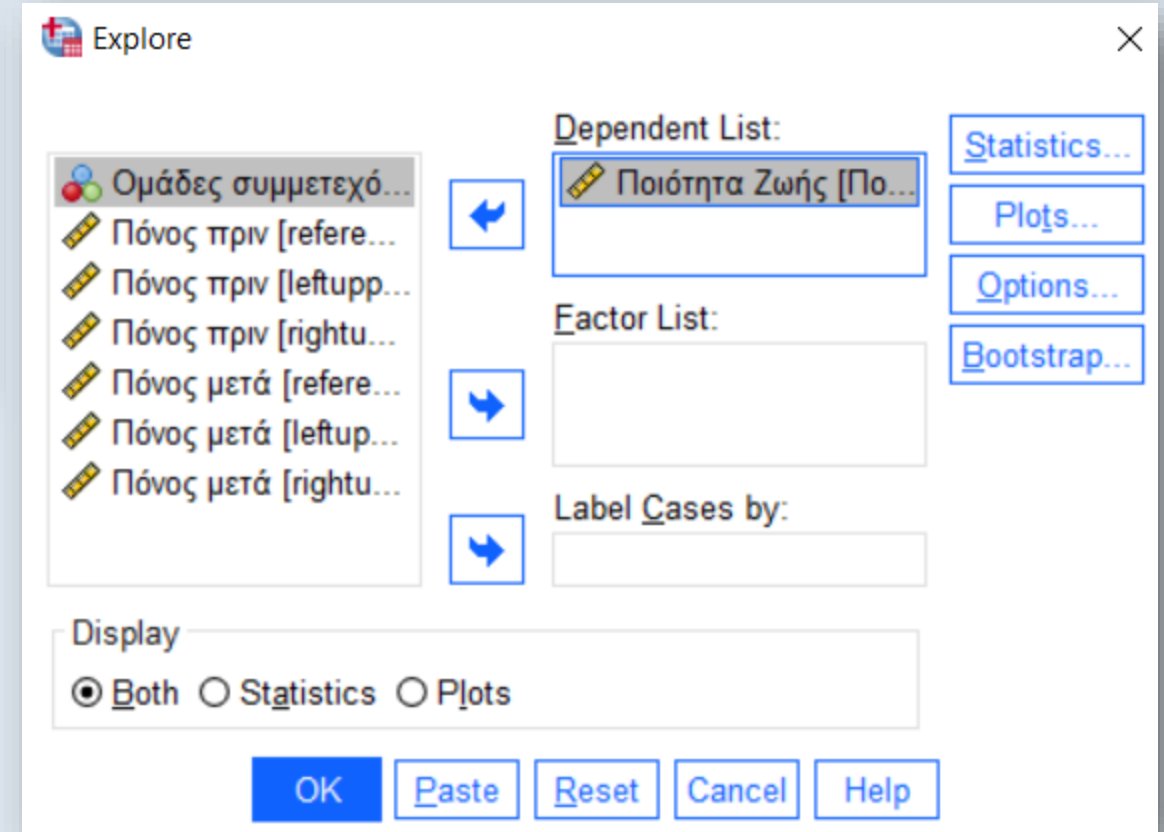 Explore
Dependent List:
Statistics...
Ομάδες συμμετεχό...
Ποιότητα Ζωής [Πο...
Πόνος πριν [refere...
Plots...
Πόνος πριν [leftupp...
Options...
Πόνος πριν [rightu...
Factor List:
Bootstrap...
Πόνος μετά [refere...
Πόνος μετά [leftup...
Πόνος μετά [rightu...
Label Cases by:
Display
Both Statistics Plots
OK Paste Reset Cancel Help